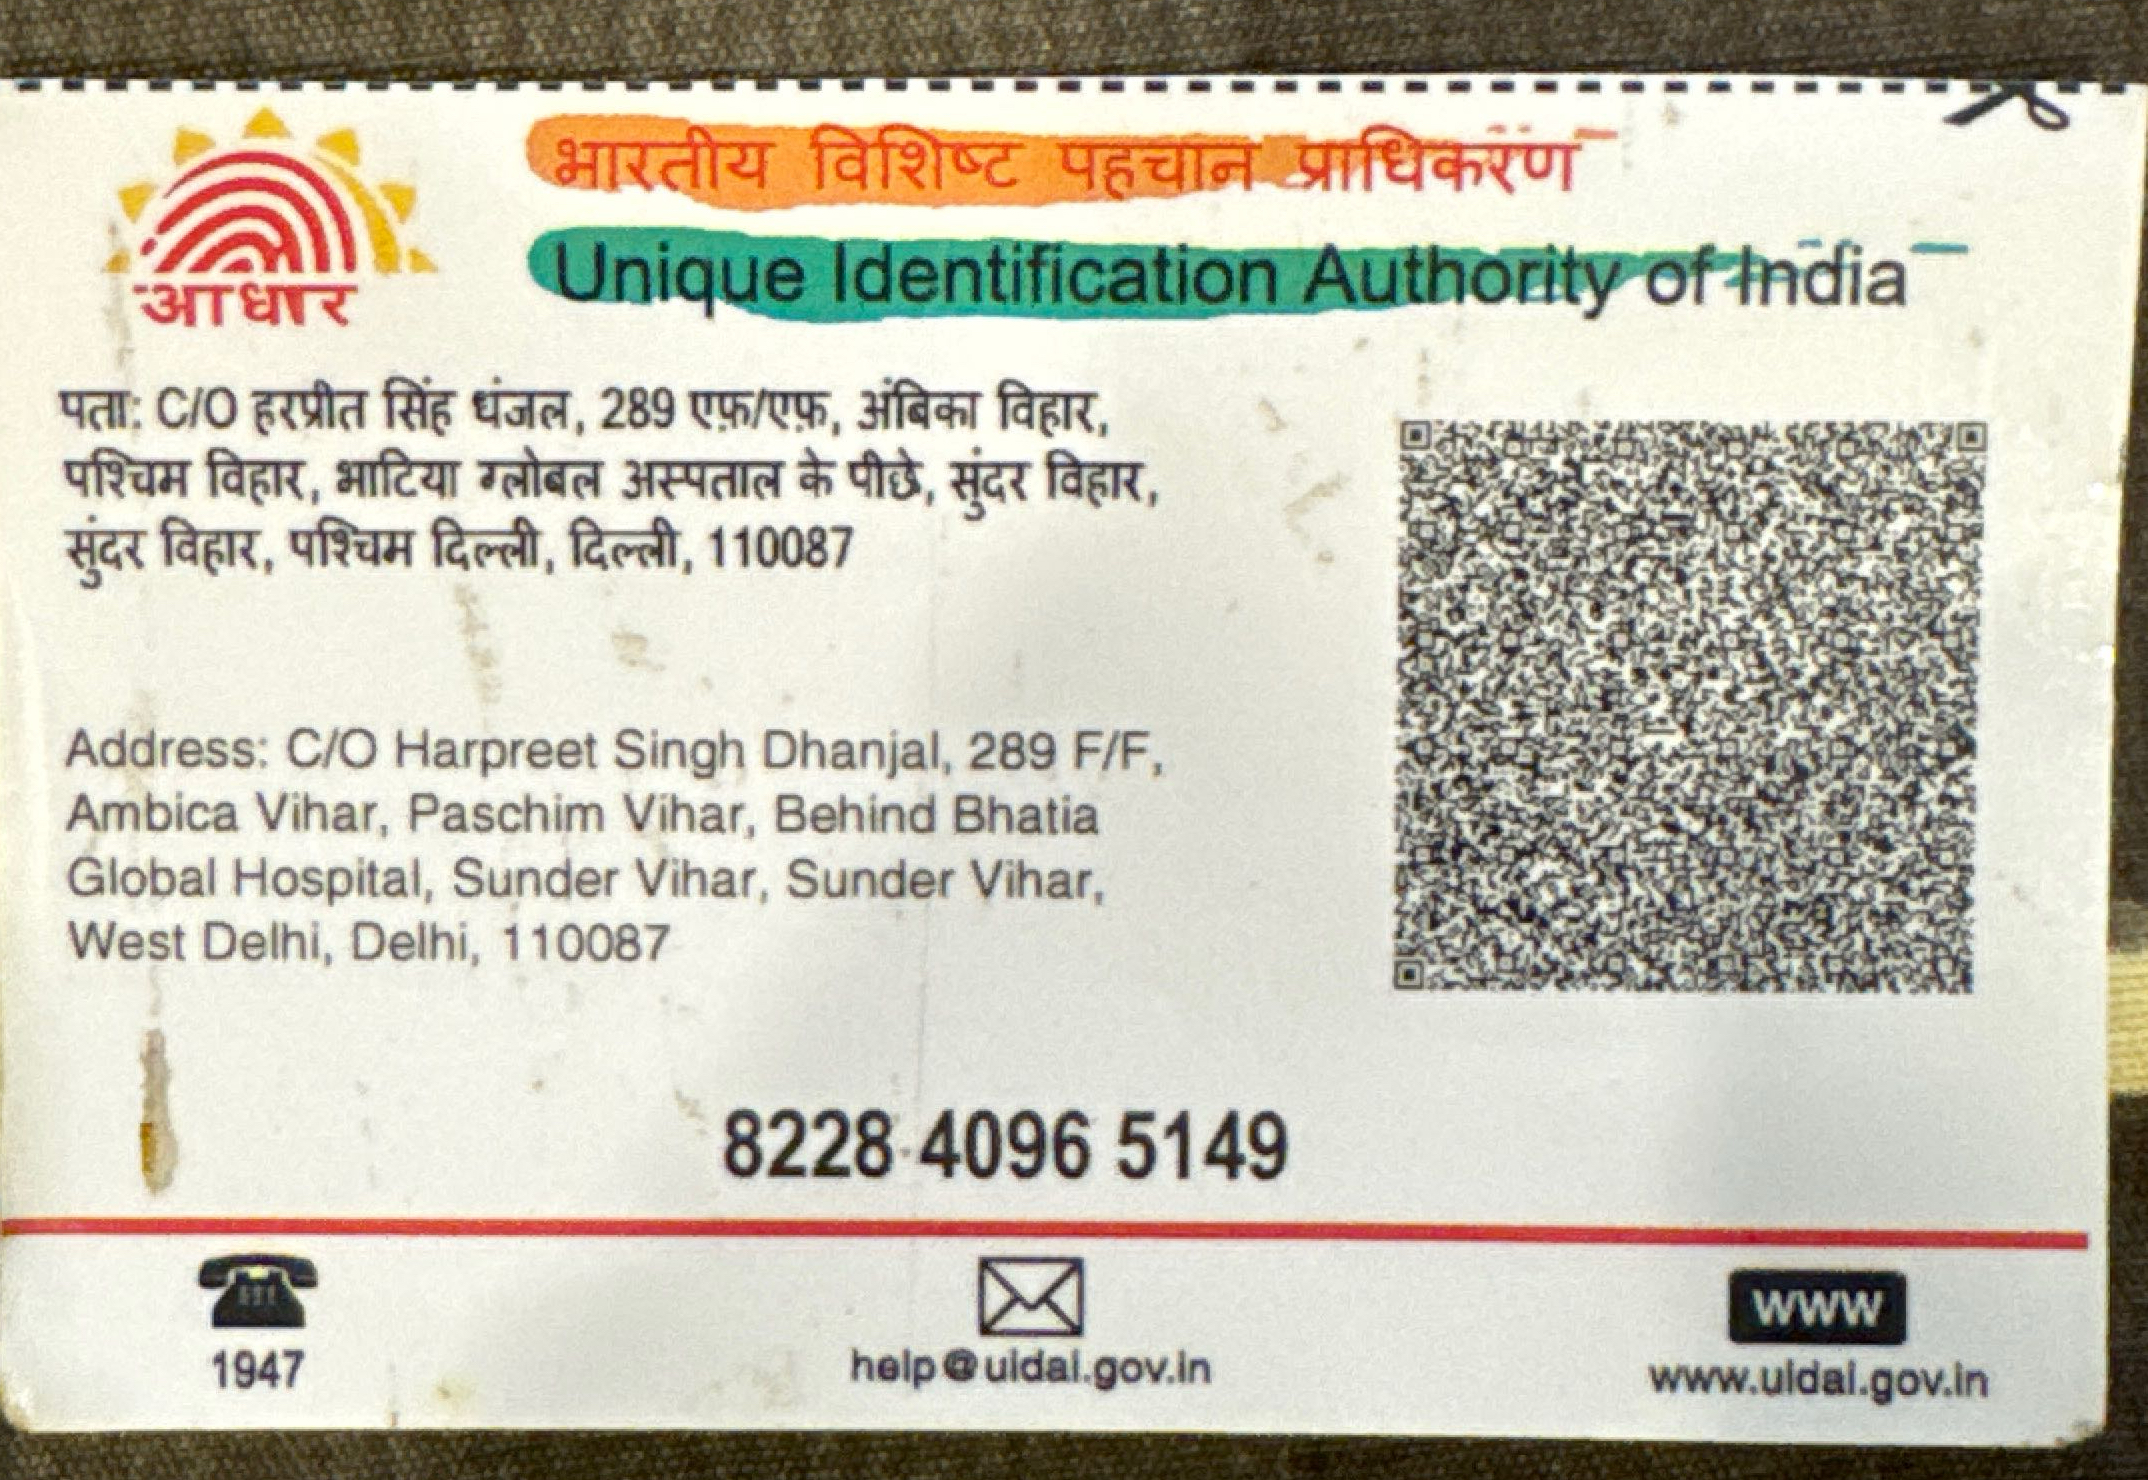 भारतीय विशिष्ट पहचान प्राधिकरण
Unique Identification Authority of India
आधार
पता: C/O हरप्रीत सिंह धंजल, 289 एफ़/एफ़, अंबिका विहार,
पश्चिम विहार, भाटिया ग्लोबल अस्पताल के पीछे, सुंदर विहार,
सुंदर विहार, पश्चिम दिल्ली, दिल्ली, 110087
Address: C/O Harpreet Singh Dhanjal, 289 F/F,
Ambica Vihar, Paschim Vihar, Behind Bhatia
Global Hospital, Sunder Vihar, Sunder Vihar,
West Delhi, Delhi, 110087
8228 4096 5149
WWW
1947
help@uidai.gov.in
www.uidai.gov.in